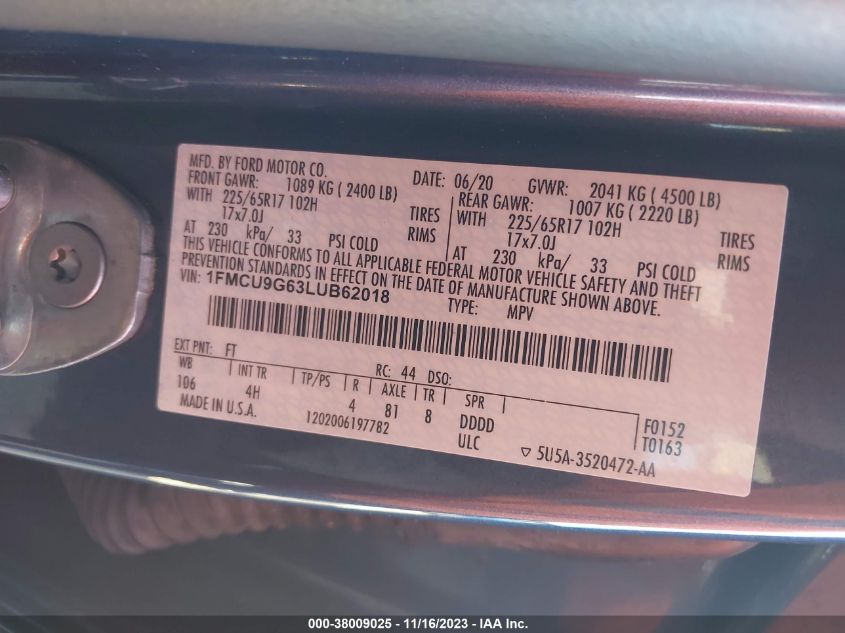 MFD. BY FORD MOTOR CO.
DATE: 06/20 GVWR: 2041 KG ( 4500 LB)
FRONT GAWR: 1089 KG ( 2400 LB)
REAR GAWR: 1007 KG ( 2220 LB)
WITH 225/65R17 102H TIRES
WITH 225/65R17 102H TIRES
17x7.0J RIMS
17x7.0J RIMS
AT 230 kPa/ 33 PSI COLD
AT 230 kPa/ 33 PSI COLD
THIS VEHICLE CONFORMS TO ALL APPLICABLE FEDERAL MOTOR VEHICLE SAFETY AND THEFT
PREVENTION STANDARDS IN EFFECT ON THE DATE OF MANUFACTURE SHOWN ABOVE.
VIN: 1FMCU9G63LUB62018
TYPE: MPV
EXT PNT: FT RC: 44 DSO:
WB INT TR TP/PS R AXLE TR SPR
106 4H 4 81 8 DDDD F0152
ULC T0163
MADE IN U.S.A. 1202006197782
▽ 5U5A-3520472-AA
000-38009025 - 11/16/2023 - IAA Inc.